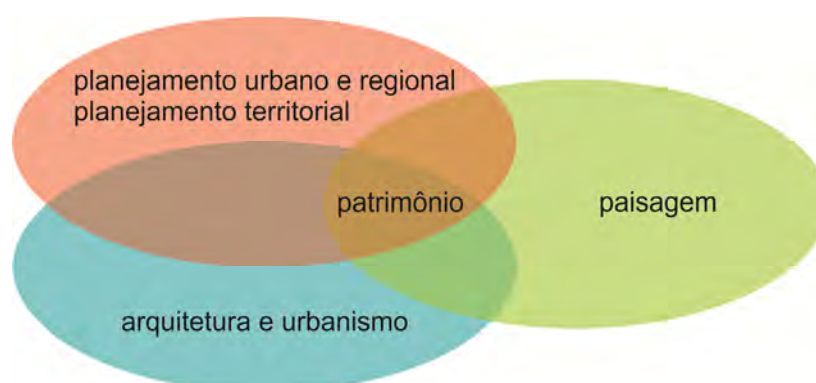 planejamento urbano e regional
planejamento territorial
patrimônio
paisagem
arquitetura e urbanismo